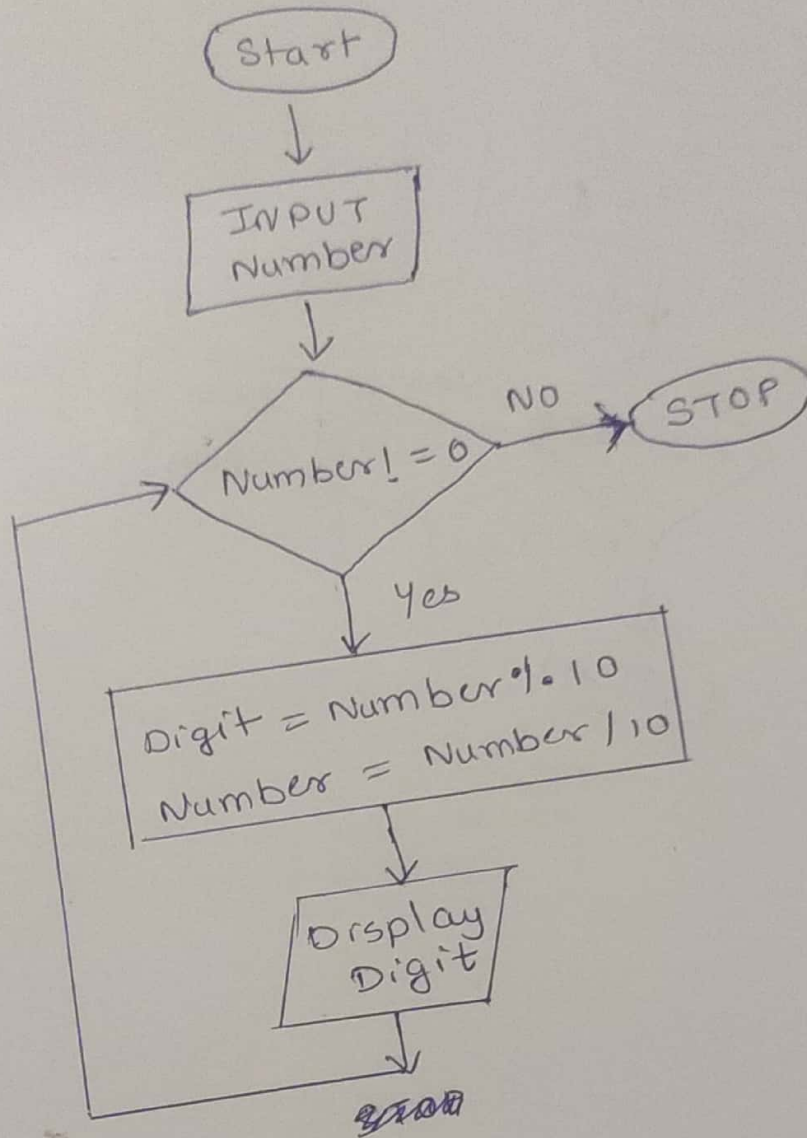 Start
INPUT
Number
Number! = 0
NO
STOP
Yes
Digit = Number % 10
Number = Number / 10
Display
Digit